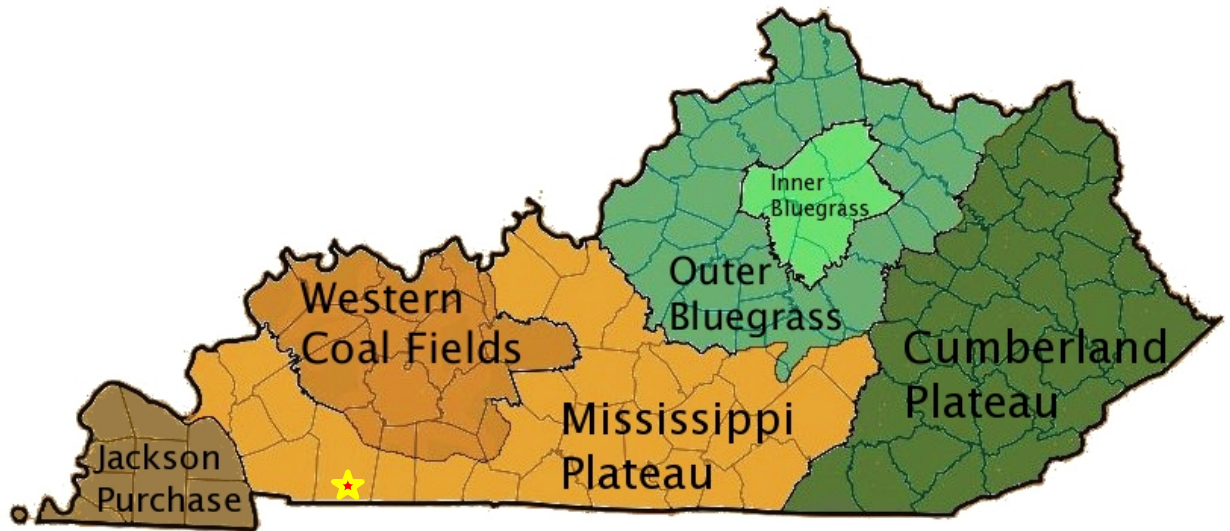 Inner
Bluegrass
Outer
Bluegrass
Western
Coal Fields
Cumberland
Plateau
Mississippi
Plateau
Jackson
Purchase